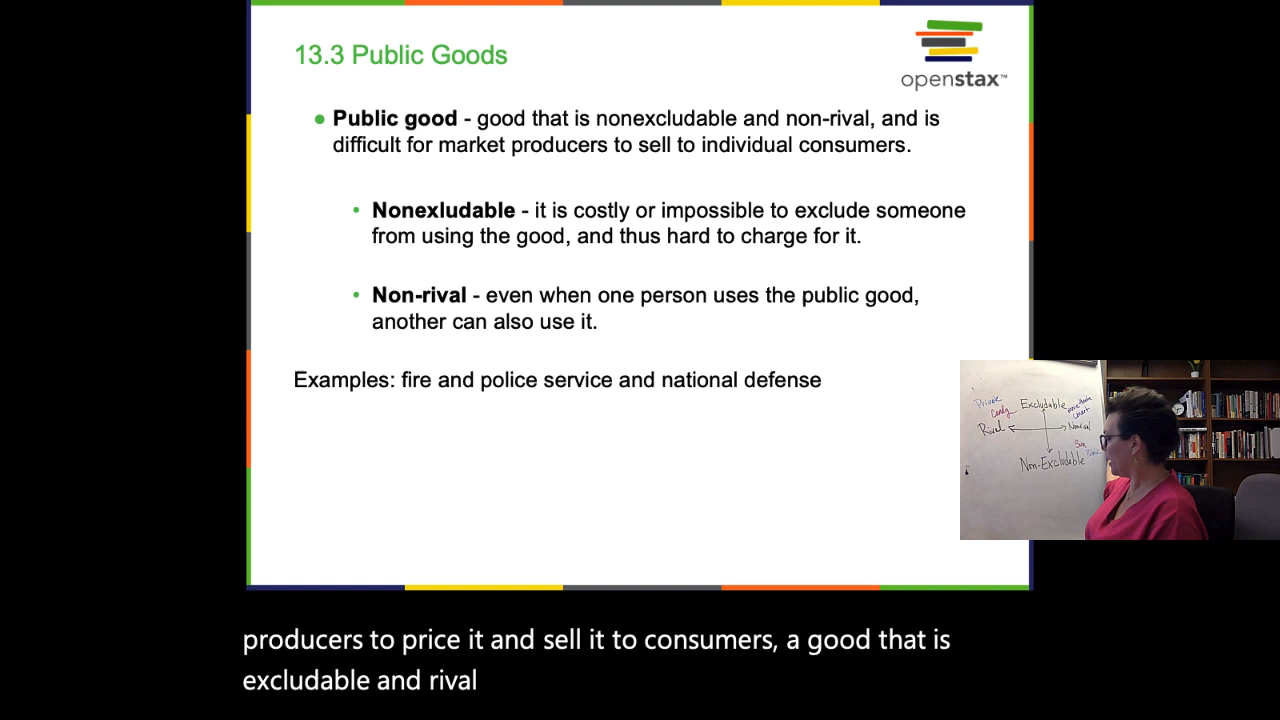 13.3 Public Goods
openstax™
● Public good - good that is nonexcludable and non-rival, and is
difficult for market producers to sell to individual consumers.
• Nonexludable - it is costly or impossible to exclude someone
from using the good, and thus hard to charge for it.
• Non-rival - even when one person uses the public good,
another can also use it.
Examples: fire and police service and national defense
Private
Excludable
Candy
Rival
Nonrival
Sun
Public
Non-Excludable
producers to price it and sell it to consumers, a good that is
excludable and rival